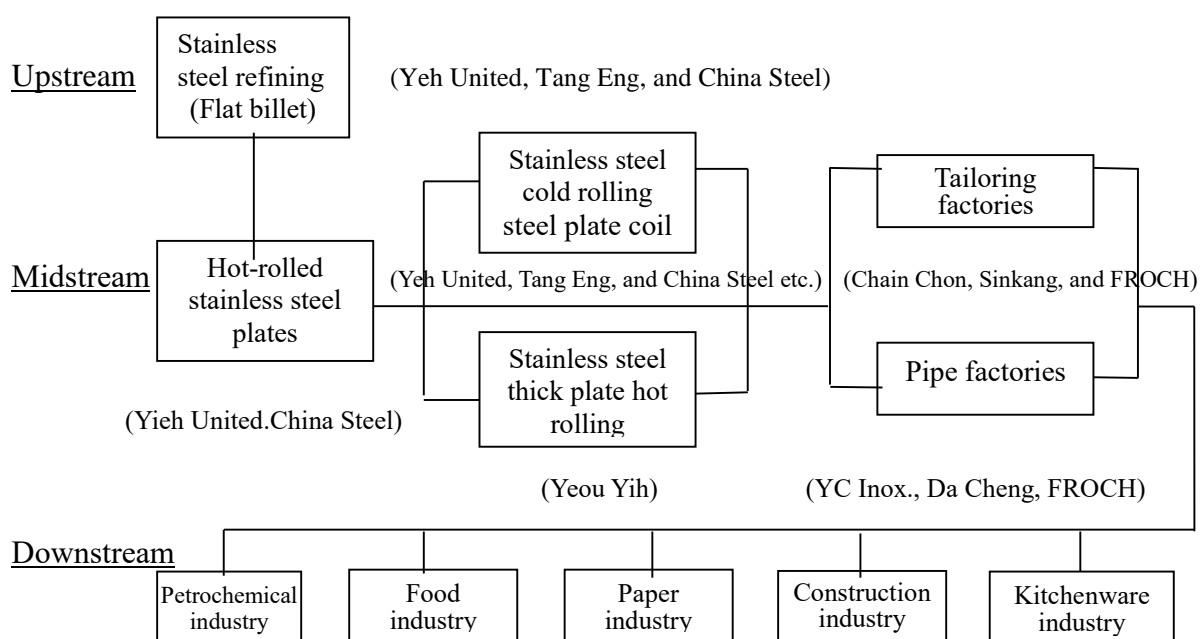 Upstream
Stainless
steel refining
(Flat billet)
(Yeh United, Tang Eng, and China Steel)
Stainless steel
cold rolling
steel plate coil
Tailoring
factories
Midstream
Hot-rolled
stainless steel
plates
(Yeh United, Tang Eng, and China Steel etc.)
(Chain Chon, Sinkang, and FROCH)
Stainless steel
thick plate hot
rolling
Pipe factories
(Yieh United.China Steel)
(Yeou Yih)
(YC Inox., Da Cheng, FROCH)
Downstream
Petrochemical
industry
Food
industry
Paper
industry
Construction
industry
Kitchenware
industry